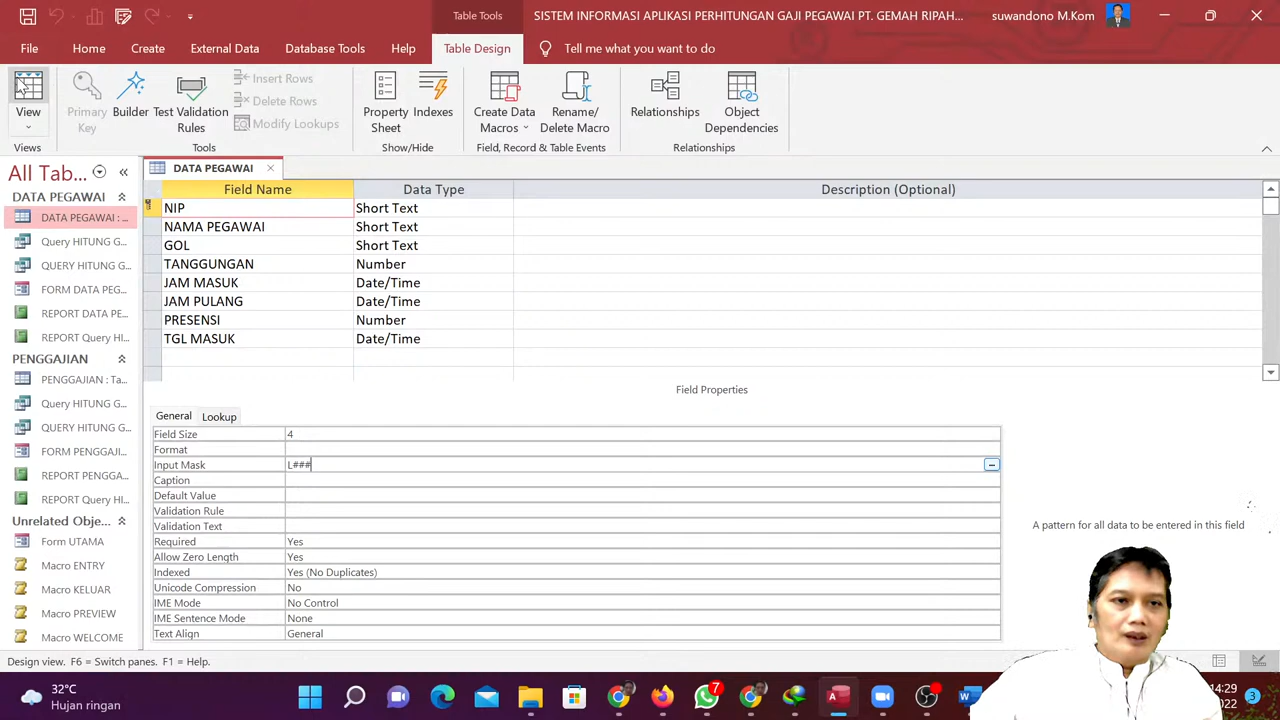 Table Tools
SISTEM INFORMASI APLIKASI PERHITUNGAN GAJI PEGAWAI PT. GEMAH RIPAH...
suwandono M.Kom
File
Home
Create
External Data
Database Tools
Help
Table Design
Tell me what you want to do
View
Primary Key
Builder
Test Validation Rules
Insert Rows
Delete Rows
Modify Lookups
Property Sheet
Indexes
Create Data Macros
Rename/ Delete Macro
Relationships
Object Dependencies
Views
Tools
Show/Hide
Field, Record & Table Events
Relationships
All Tab...
DATA PEGAWAI
DATA PEGAWAI : ...
Query HITUNG G...
QUERY HITUNG G...
FORM DATA PEG...
REPORT DATA PE...
REPORT Query HI...
PENGGAJIAN
PENGGAJIAN : Ta...
Query HITUNG G...
QUERY HITUNG G...
FORM PENGGAJI...
REPORT PENGGA...
REPORT Query HI...
Unrelated Obje...
Form UTAMA
Macro ENTRY
Macro KELUAR
Macro PREVIEW
Macro WELCOME
DATA PEGAWAI
Field Name Data Type Description (Optional)
NIP Short Text
NAMA PEGAWAI Short Text
GOL Short Text
TANGGUNGAN Number
JAM MASUK Date/Time
JAM PULANG Date/Time
PRESENSI Number
TGL MASUK Date/Time
Field Properties
General Lookup
Field Size 4
Format
Input Mask L###
Caption
Default Value
Validation Rule
Validation Text
Required Yes
Allow Zero Length Yes
Indexed Yes (No Duplicates)
Unicode Compression No
IME Mode No Control
IME Sentence Mode None
Text Align General
A pattern for all data to be entered in this field
Design view. F6 = Switch panes. F1 = Help.
32°C
Hujan ringan
7
14:29
2022
3